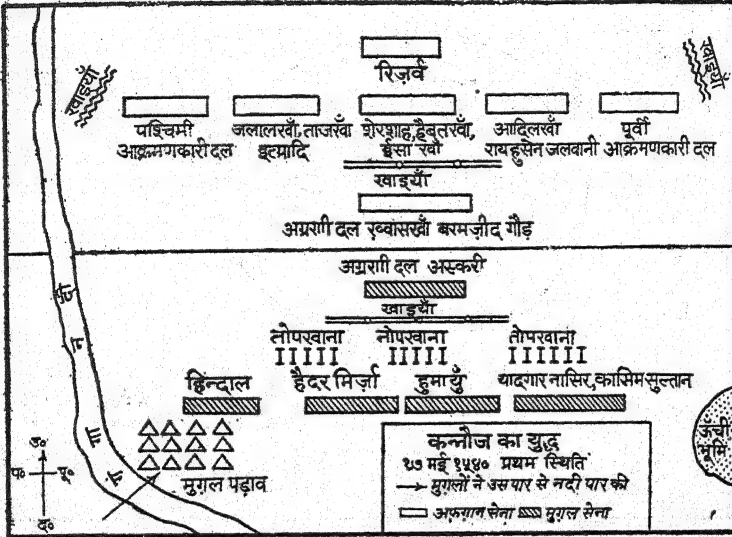 रिज़र्व
खाइयाँ
खाइयाँ
पश्चिमी
आक्रमणकारी दल
जलालखाँ, ताजखाँ
इत्यादि
शेरशाह, हैबतखाँ,
ईसा खाँ
आदिलखाँ
रायहुसेन जलवानी
पूर्वी
आक्रमणकारी दल
खाइयाँ
अग्रगामी दल ख्वासखाँ बरमज़ीद गौड़
अग्रगामी दल अस्करी
खाइयाँ
तोपखाना
तोपखाना
तोपखाना
हिन्दाल
हैदर मिर्ज़ा
हुमायुँ
यादगार नासिर, कासिम सुल्तान
मुग़ल पड़ाव
गंगा
उ०
प०
पू०
द०
ऊंची
भूमि
कन्नौज का युद्ध
१७ मई १५४० प्रथम स्थिति
मुग़लों ने उस पार से नदी पार की
अफ़ग़ान सेना
मुग़ल सेना